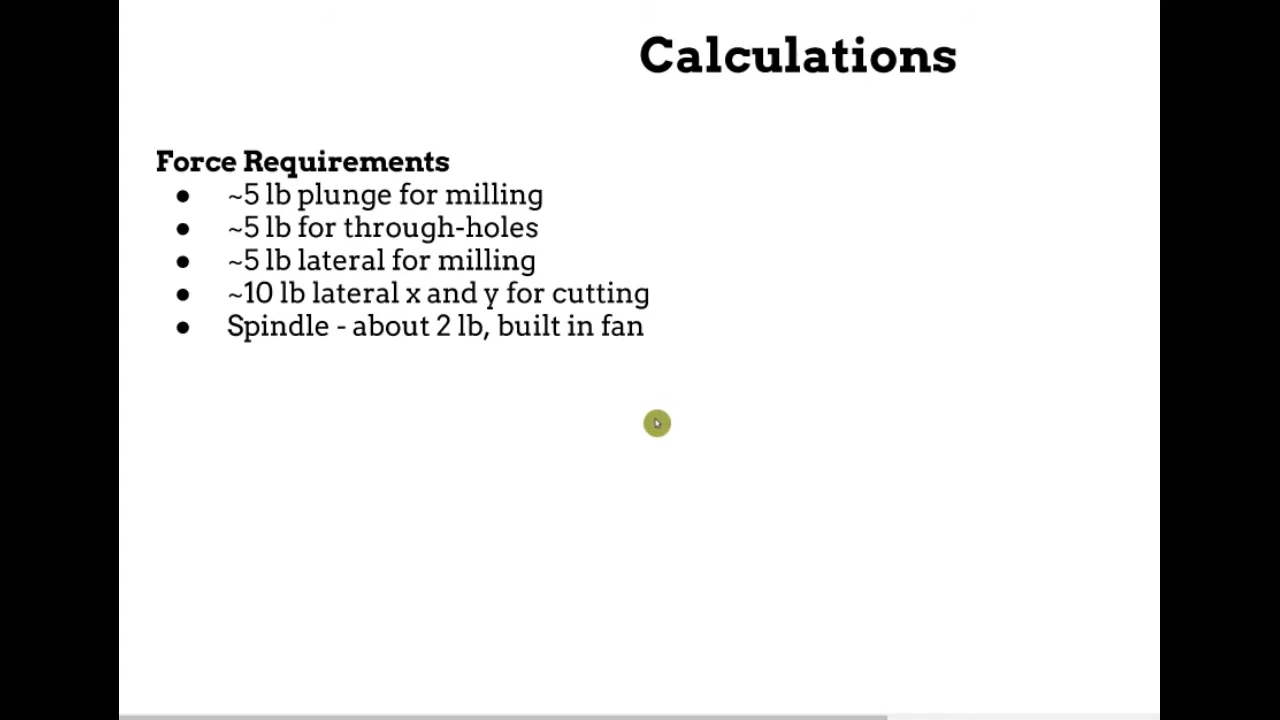 Calculations
Force Requirements
● ~5 lb plunge for milling
● ~5 lb for through-holes
● ~5 lb lateral for milling
● ~10 lb lateral x and y for cutting
● Spindle - about 2 lb, built in fan